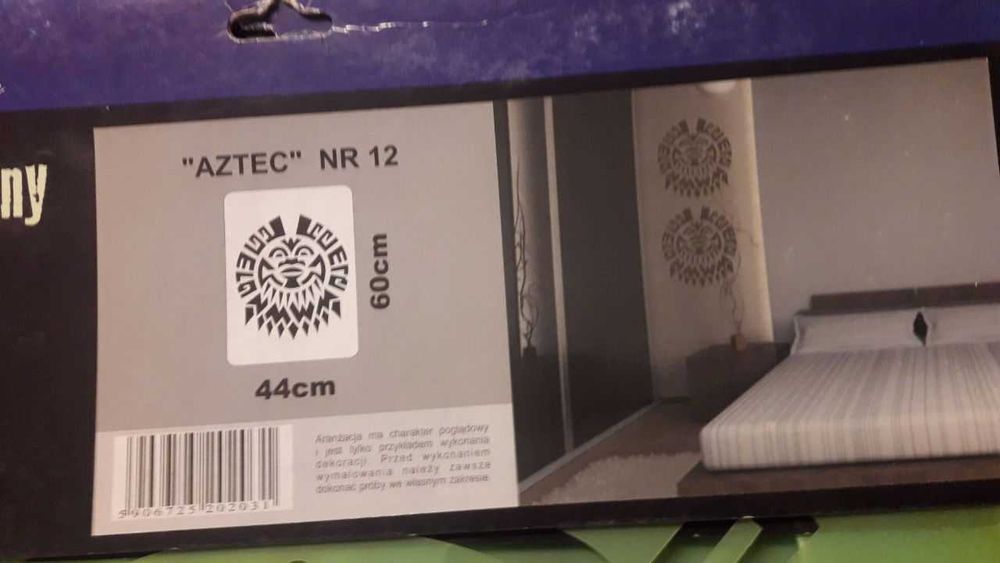 ny
"AZTEC" NR 12
60cm
44cm
Aranżacja ma charakter poglądowy
i jest tylko przykładem wykonania
dekoracji. Przed wykonaniem
wymalowania należy zawsze
dokonać próby we własnym zakresie.
5906725202031